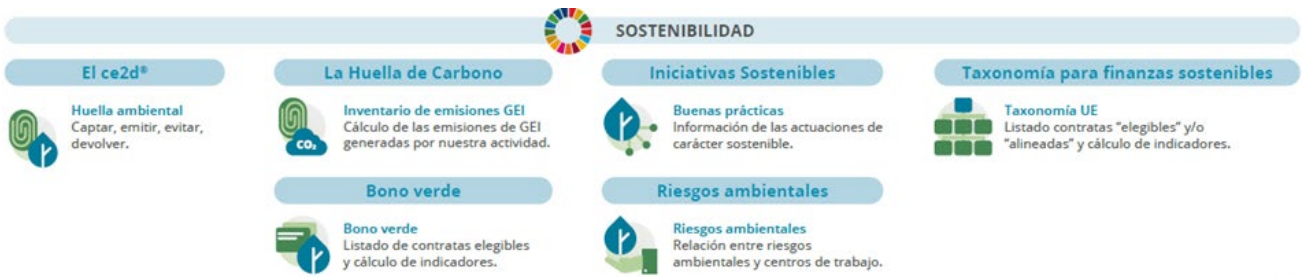 SOSTENIBILIDAD
El ce2d®
Huella ambiental
Captar, emitir, evitar,
devolver.
La Huella de Carbono
Inventario de emisiones GEI
Cálculo de las emisiones de GEI
generadas por nuestra actividad.
CO₂
Iniciativas Sostenibles
Buenas prácticas
Información de las actuaciones de
carácter sostenible.
Taxonomía para finanzas sostenibles
Taxonomía UE
Listado contratas "elegibles" y/o
"alineadas" y cálculo de indicadores.
Bono verde
Bono verde
Listado de contratas elegibles
y cálculo de indicadores.
Riesgos ambientales
Riesgos ambientales
Relación entre riesgos
ambientales y centros de trabajo.